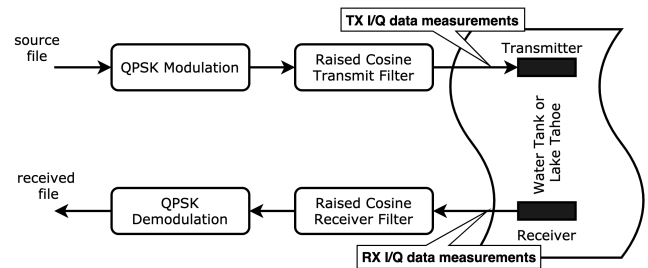 TX I/Q data measurements
source
file
QPSK Modulation
Raised Cosine
Transmit Filter
Transmitter
Water Tank or
Lake Tahoe
received
file
QPSK
Demodulation
Raised Cosine
Receiver Filter
Receiver
RX I/Q data measurements